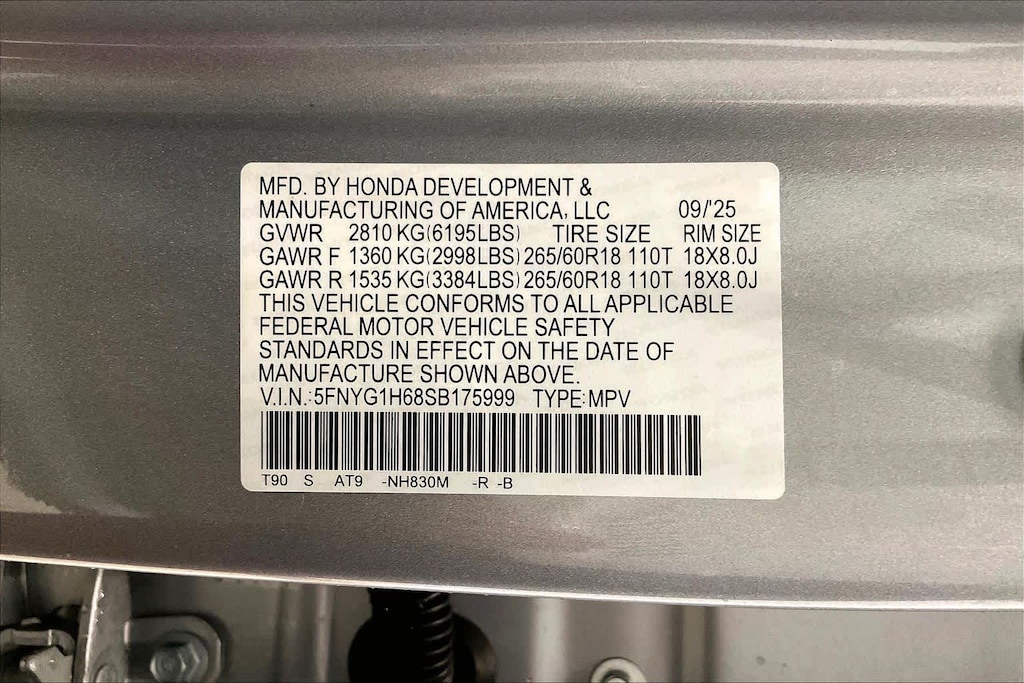 MFD. BY HONDA DEVELOPMENT &
MANUFACTURING OF AMERICA, LLC 09/'25
GVWR 2810 KG(6195LBS) TIRE SIZE RIM SIZE
GAWR F 1360 KG(2998LBS) 265/60R18 110T 18X8.0J
GAWR R 1535 KG(3384LBS) 265/60R18 110T 18X8.0J
THIS VEHICLE CONFORMS TO ALL APPLICABLE
FEDERAL MOTOR VEHICLE SAFETY
STANDARDS IN EFFECT ON THE DATE OF
MANUFACTURE SHOWN ABOVE.
V.I.N.:5FNYG1H68SB175999 TYPE:MPV
T90 S AT9 -NH830M -R -B